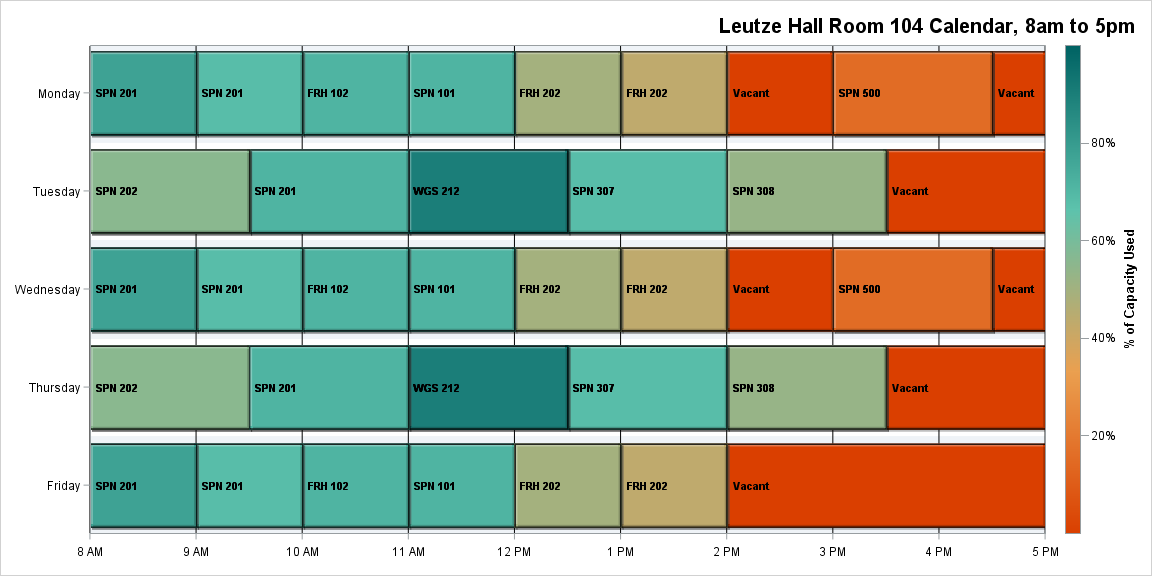 Leutze Hall Room 104 Calendar, 8am to 5pm
Monday
SPN 201
SPN 201
FRH 102
SPN 101
FRH 202
FRH 202
Vacant
SPN 500
Vacant
Tuesday
SPN 202
SPN 201
WGS 212
SPN 307
SPN 308
Vacant
Wednesday
SPN 201
SPN 201
FRH 102
SPN 101
FRH 202
FRH 202
Vacant
SPN 500
Vacant
Thursday
SPN 202
SPN 201
WGS 212
SPN 307
SPN 308
Vacant
Friday
SPN 201
SPN 201
FRH 102
SPN 101
FRH 202
FRH 202
Vacant
8 AM
9 AM
10 AM
11 AM
12 PM
1 PM
2 PM
3 PM
4 PM
5 PM
80%
60%
40%
20%
% of Capacity Used